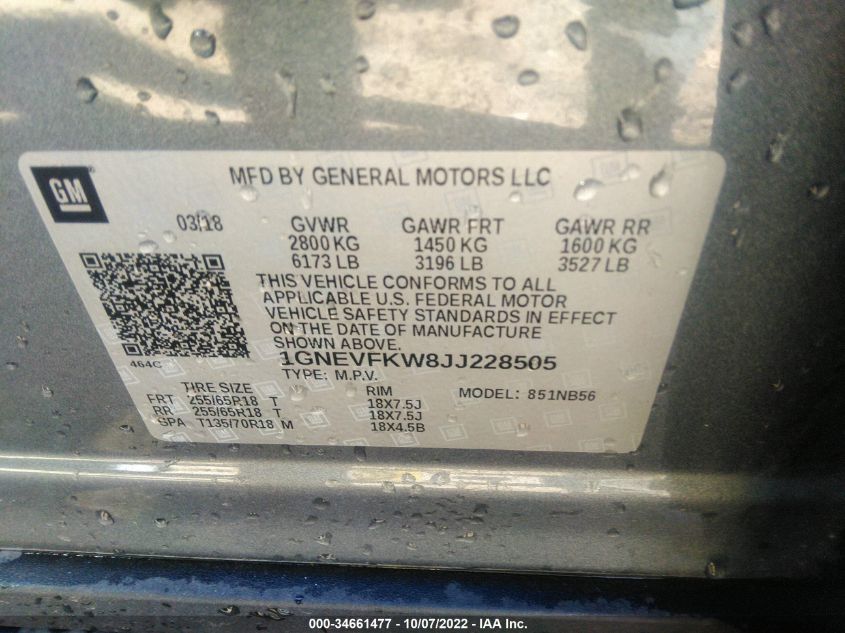 GM
MFD BY GENERAL MOTORS LLC
03/18 GVWR GAWR FRT GAWR RR
2800 KG 1450 KG 1600 KG
6173 LB 3196 LB 3527 LB
THIS VEHICLE CONFORMS TO ALL
APPLICABLE U.S. FEDERAL MOTOR
VEHICLE SAFETY STANDARDS IN EFFECT
ON THE DATE OF MANUFACTURE
SHOWN ABOVE.
464C
1GNEVFKW8JJ228505
TYPE: M.P.V. MODEL: 851NB56
TIRE SIZE RIM
FRT 255/65R18 T 18X7.5J
RR 255/65R18 T 18X7.5J
SPA T135/70R18 M 18X4.5B
000-34661477 - 10/07/2022 - IAA Inc.